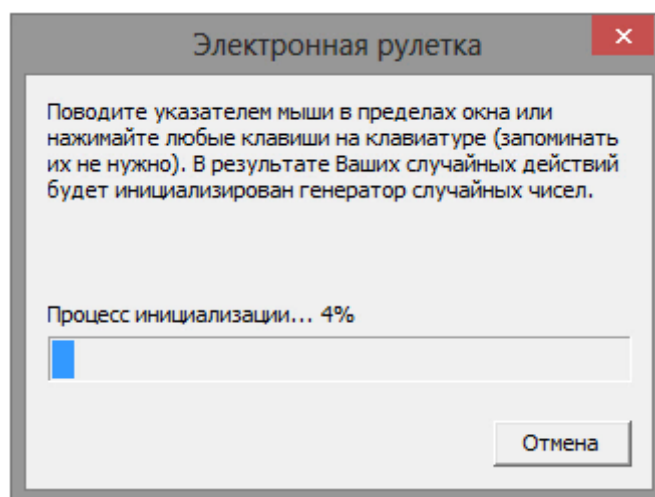 Электронная рулетка
Поводите указателем мыши в пределах окна или
нажимайте любые клавиши на клавиатуре (запоминать
их не нужно). В результате Ваших случайных действий
будет инициализирован генератор случайных чисел.
Процесс инициализации... 4%
Отмена